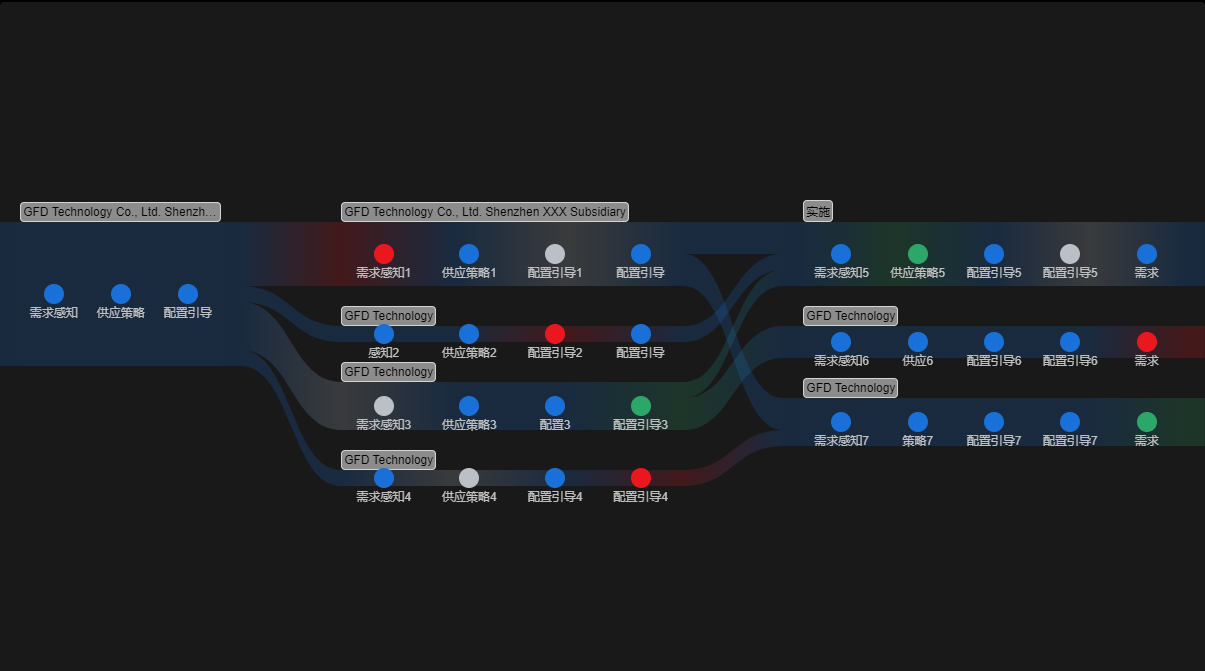 GFD Technology Co., Ltd. Shenzh...
需求感知
供应策略
配置引导
GFD Technology Co., Ltd. Shenzhen XXX Subsidiary
需求感知1
供应策略1
配置引导1
配置引导
GFD Technology
感知2
供应策略2
配置引导2
配置引导
GFD Technology
需求感知3
供应策略3
配置3
配置引导3
GFD Technology
需求感知4
供应策略4
配置引导4
配置引导4
实施
需求感知5
供应策略5
配置引导5
配置引导5
需求
GFD Technology
需求感知6
供应6
配置引导6
配置引导6
需求
GFD Technology
需求感知7
策略7
配置引导7
配置引导7
需求